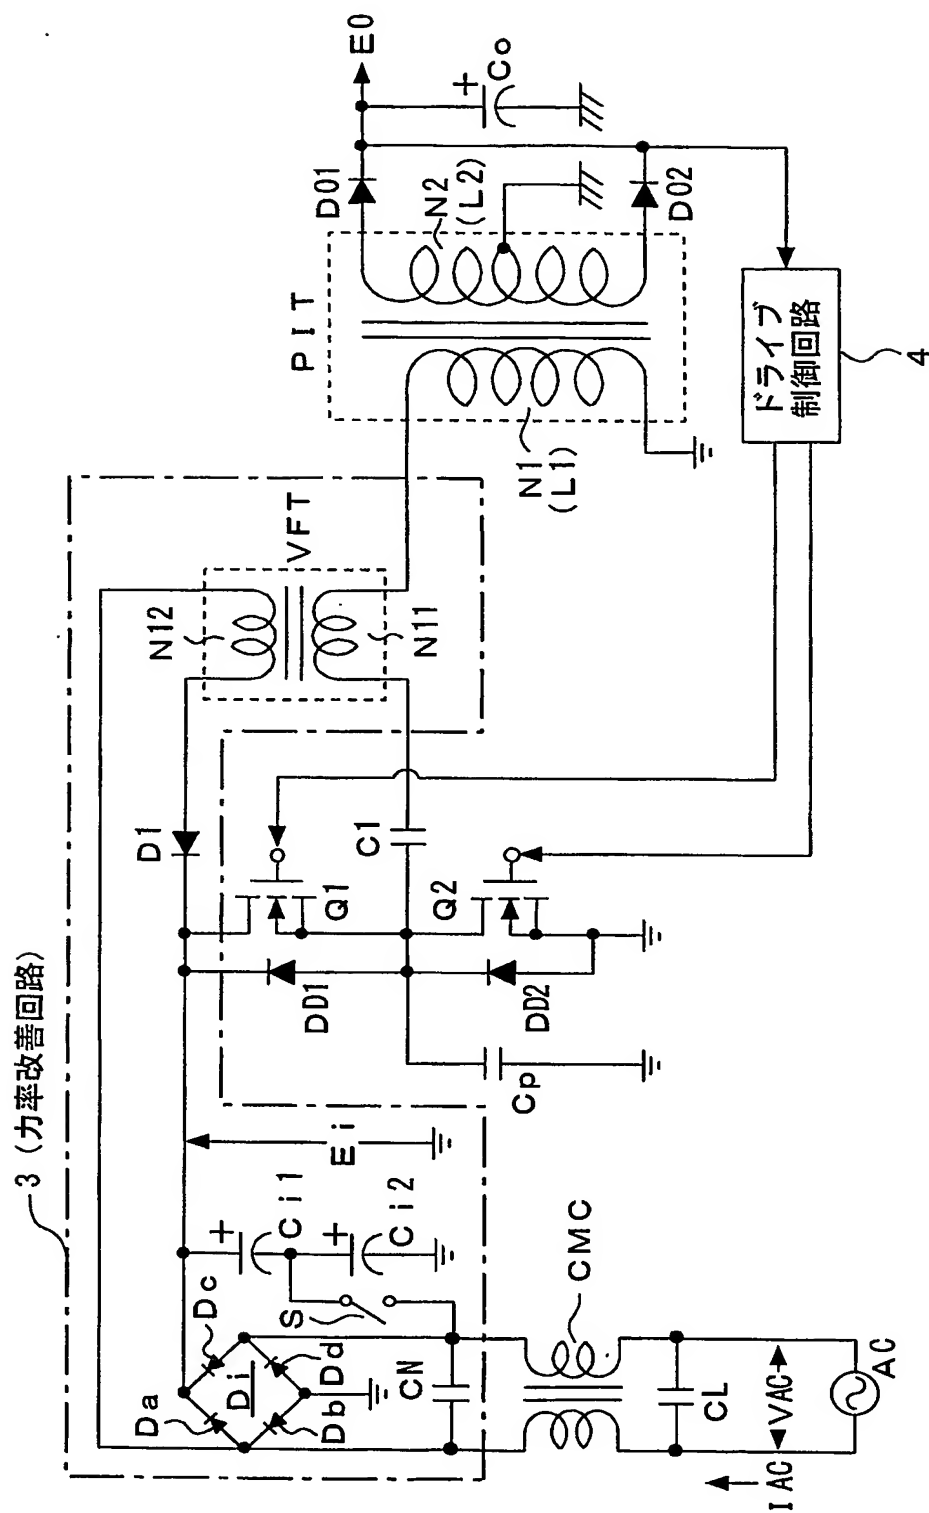 3 (力率改善回路)
Da
Dc
Di
Db
Dd
CN
S
Ci1
+
Ci2
+
Ei
Cp
DD1
DD2
Q1
Q2
C1
D1
N12
N11
VFT
PIT
N1
(L1)
N2
(L2)
D01
D02
+
Co
E0
ドライブ
制御回路
4
CMC
CL
VAC
IAC
AC